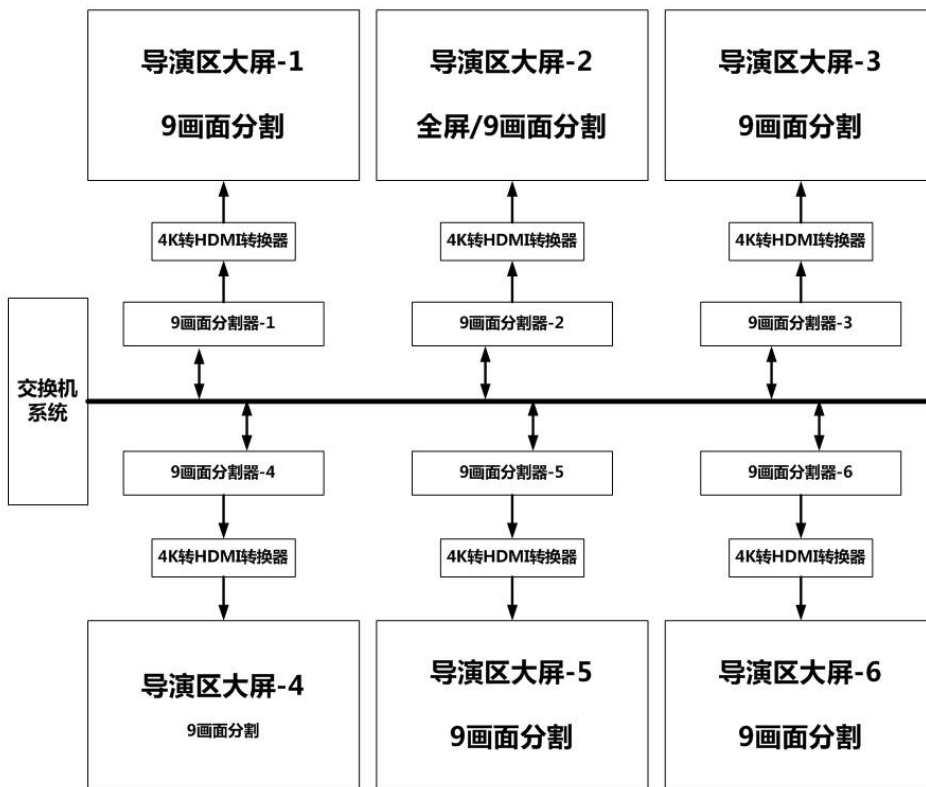 导演区大屏-1
9画面分割
导演区大屏-2
全屏/9画面分割
导演区大屏-3
9画面分割
4K转HDMI转换器
4K转HDMI转换器
4K转HDMI转换器
9画面分割器-1
9画面分割器-2
9画面分割器-3
交换机
系统
9画面分割器-4
9画面分割器-5
9画面分割器-6
4K转HDMI转换器
4K转HDMI转换器
4K转HDMI转换器
导演区大屏-4
9画面分割
导演区大屏-5
9画面分割
导演区大屏-6
9画面分割